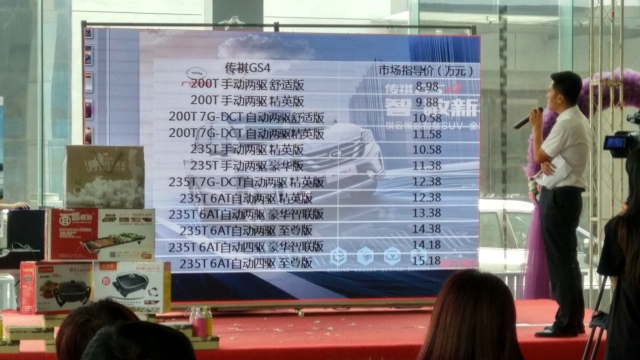 传祺GS4 市场指导价（万元）
200T 手动两驱 舒适版 8.98
200T 手动两驱 精英版 9.88
200T 7G-DCT 自动两驱舒适版 10.58
200T 7G-DCT 自动两驱精英版 11.58
235T 手动两驱 精英版 10.58
235T 手动两驱 豪华版 11.38
235T 7G-DCT自动两驱 精英版 12.38
235T 6AT自动两驱 精英版 12.38
235T 6AT自动两驱 豪华智联版 13.38
235T 6AT自动两驱 至尊版 14.38
235T 6AT自动四驱 豪华智联版 14.18
235T 6AT自动四驱 至尊版 15.18